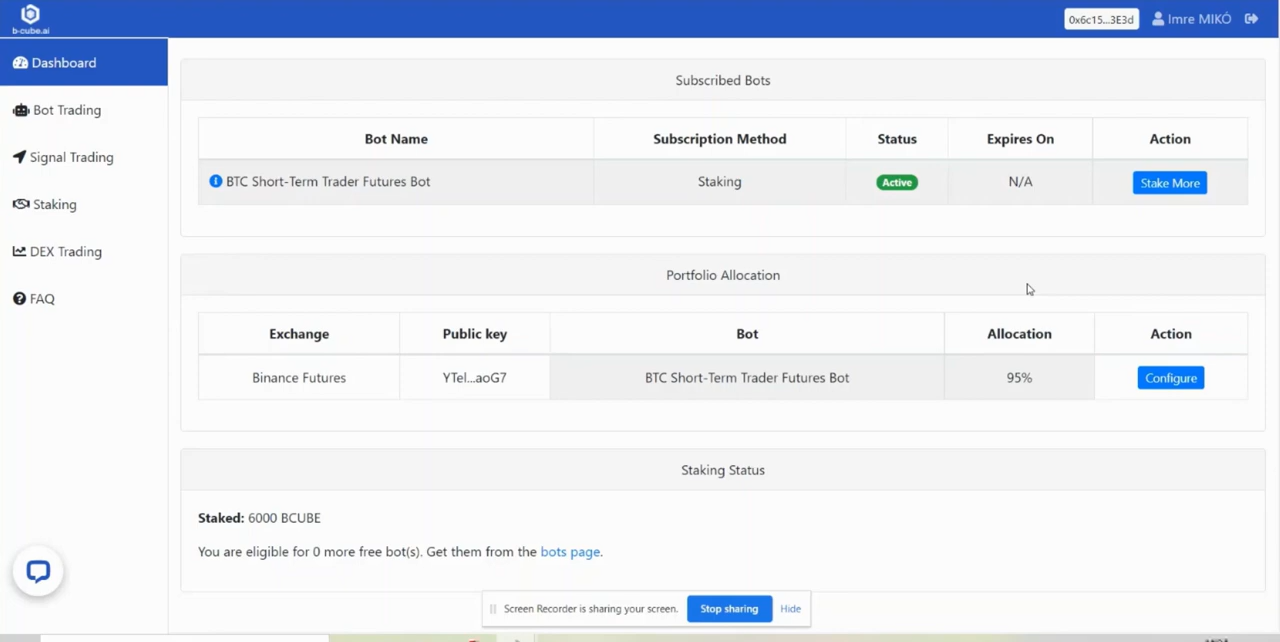 b-cube.ai
0x6c15...3E3d
Imre MIKÓ
Dashboard
Bot Trading
Signal Trading
Staking
DEX Trading
FAQ
Subscribed Bots
Bot Name Subscription Method Status Expires On Action
BTC Short-Term Trader Futures Bot Staking Active N/A Stake More
Portfolio Allocation
Exchange Public key Bot Allocation Action
Binance Futures YTel...aoG7 BTC Short-Term Trader Futures Bot 95% Configure
Staking Status
Staked: 6000 BCUBE
You are eligible for 0 more free bot(s). Get them from the bots page.
Screen Recorder is sharing your screen. Stop sharing Hide